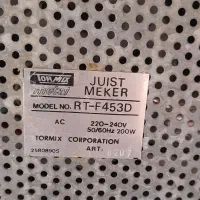 TORMIX
JUIST
MEKER
MODEL NO. RT-F453D
AC 220-240V
50/60Hz 200W
TORMIX CORPORATION
21808905 ART: